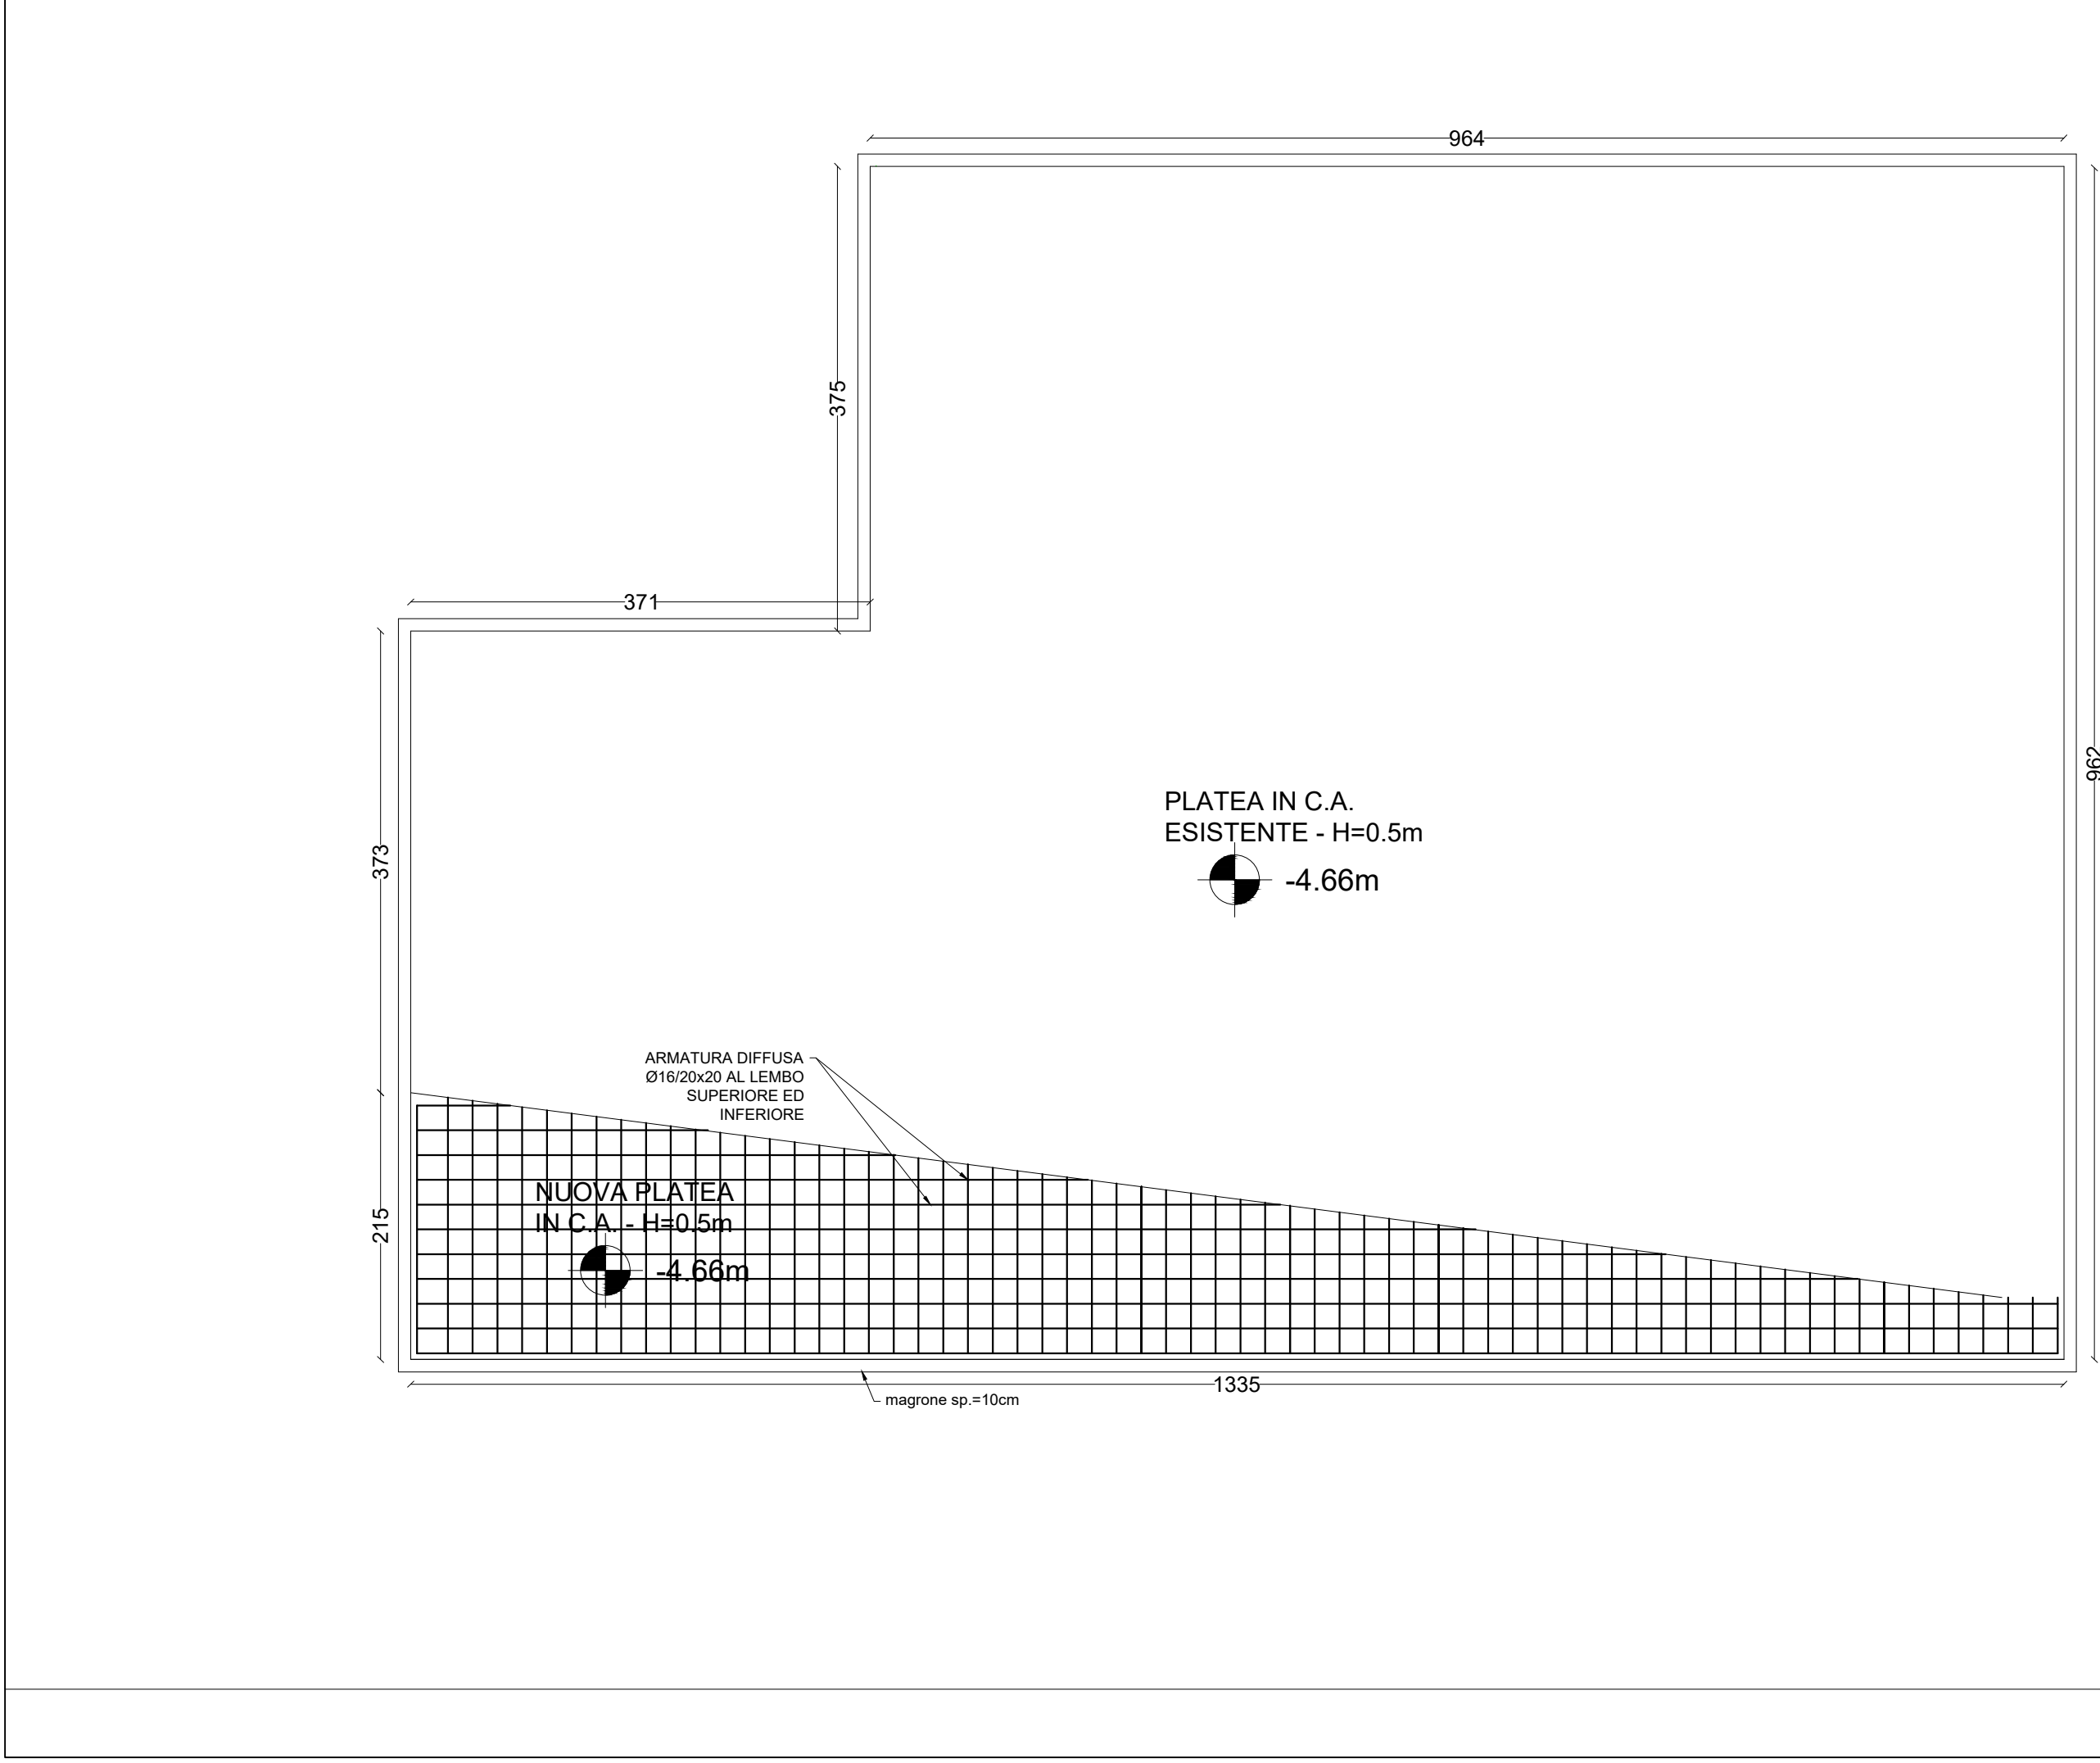 964
375
371
962
PLATEA IN C.A.
ESISTENTE - H=0.5m
-4.66m
373
ARMATURA DIFFUSA
Ø16/20x20 AL LEMBO
SUPERIORE ED
INFERIORE
NUOVA PLATEA
IN C.A. - H=0.5m
-4.66m
215
1335
magrone sp.=10cm